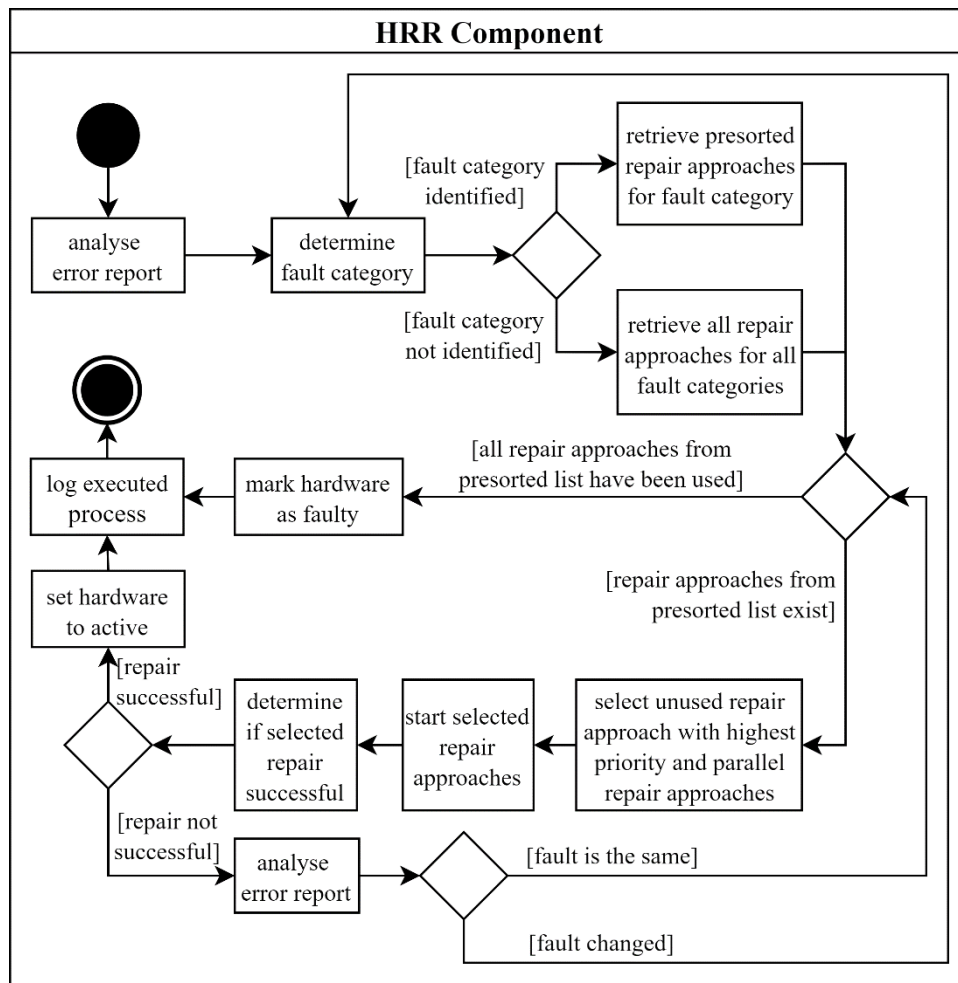 HRR Component
[fault category
identified]
retrieve presorted
repair approaches
for fault category
analyse
error report
determine
fault category
[fault category
not identified]
retrieve all repair
approaches for all
fault categories
[all repair approaches from
presorted list have been used]
log executed
process
mark hardware
as faulty
[repair approaches from
presorted list exist]
set hardware
to active
[repair
successful]
determine
if selected
repair
successful
start selected
repair
approaches
select unused repair
approach with highest
priority and parallel
repair approaches
[repair not
successful]
analyse
error report
[fault is the same]
[fault changed]